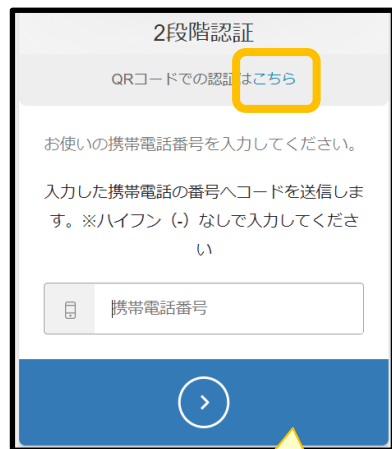 2段階認証
QRコードでの認証はこちら
お使いの携帯電話番号を入力してください。
入力した携帯電話の番号へコードを送信しま
す。※ハイフン（-）なしで入力してくださ
い
携帯電話番号